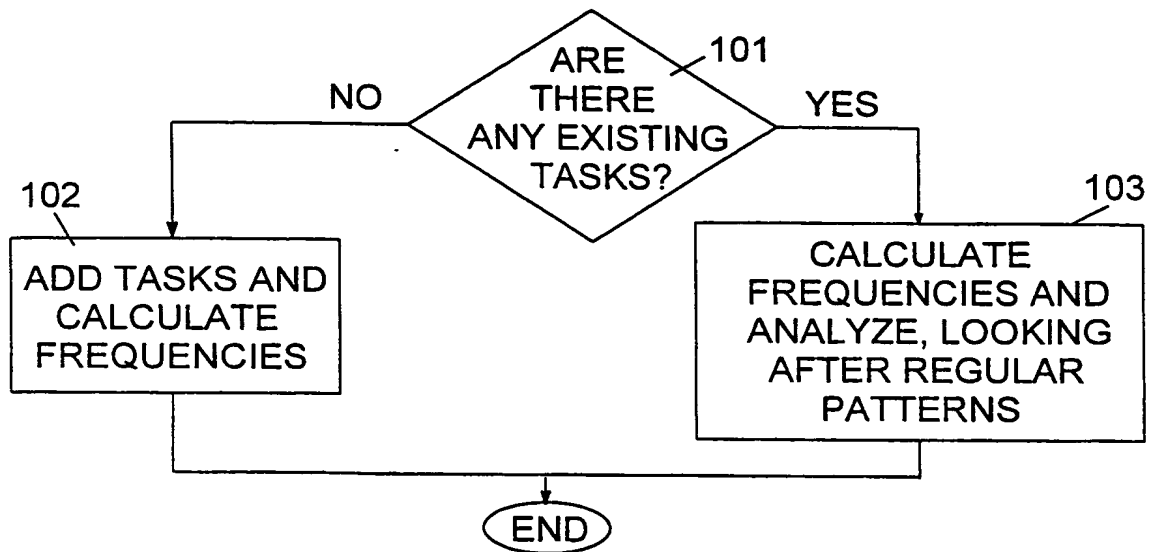 101
ARE
THERE
ANY EXISTING
TASKS?
NO
YES
102
ADD TASKS AND
CALCULATE
FREQUENCIES
103
CALCULATE
FREQUENCIES AND
ANALYZE, LOOKING
AFTER REGULAR
PATTERNS
END